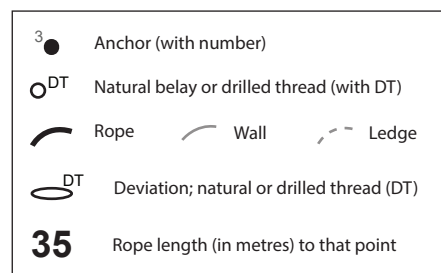 3 Anchor (with number)
DT Natural belay or drilled thread (with DT)
Rope Wall Ledge
DT Deviation; natural or drilled thread (DT)
35 Rope length (in metres) to that point